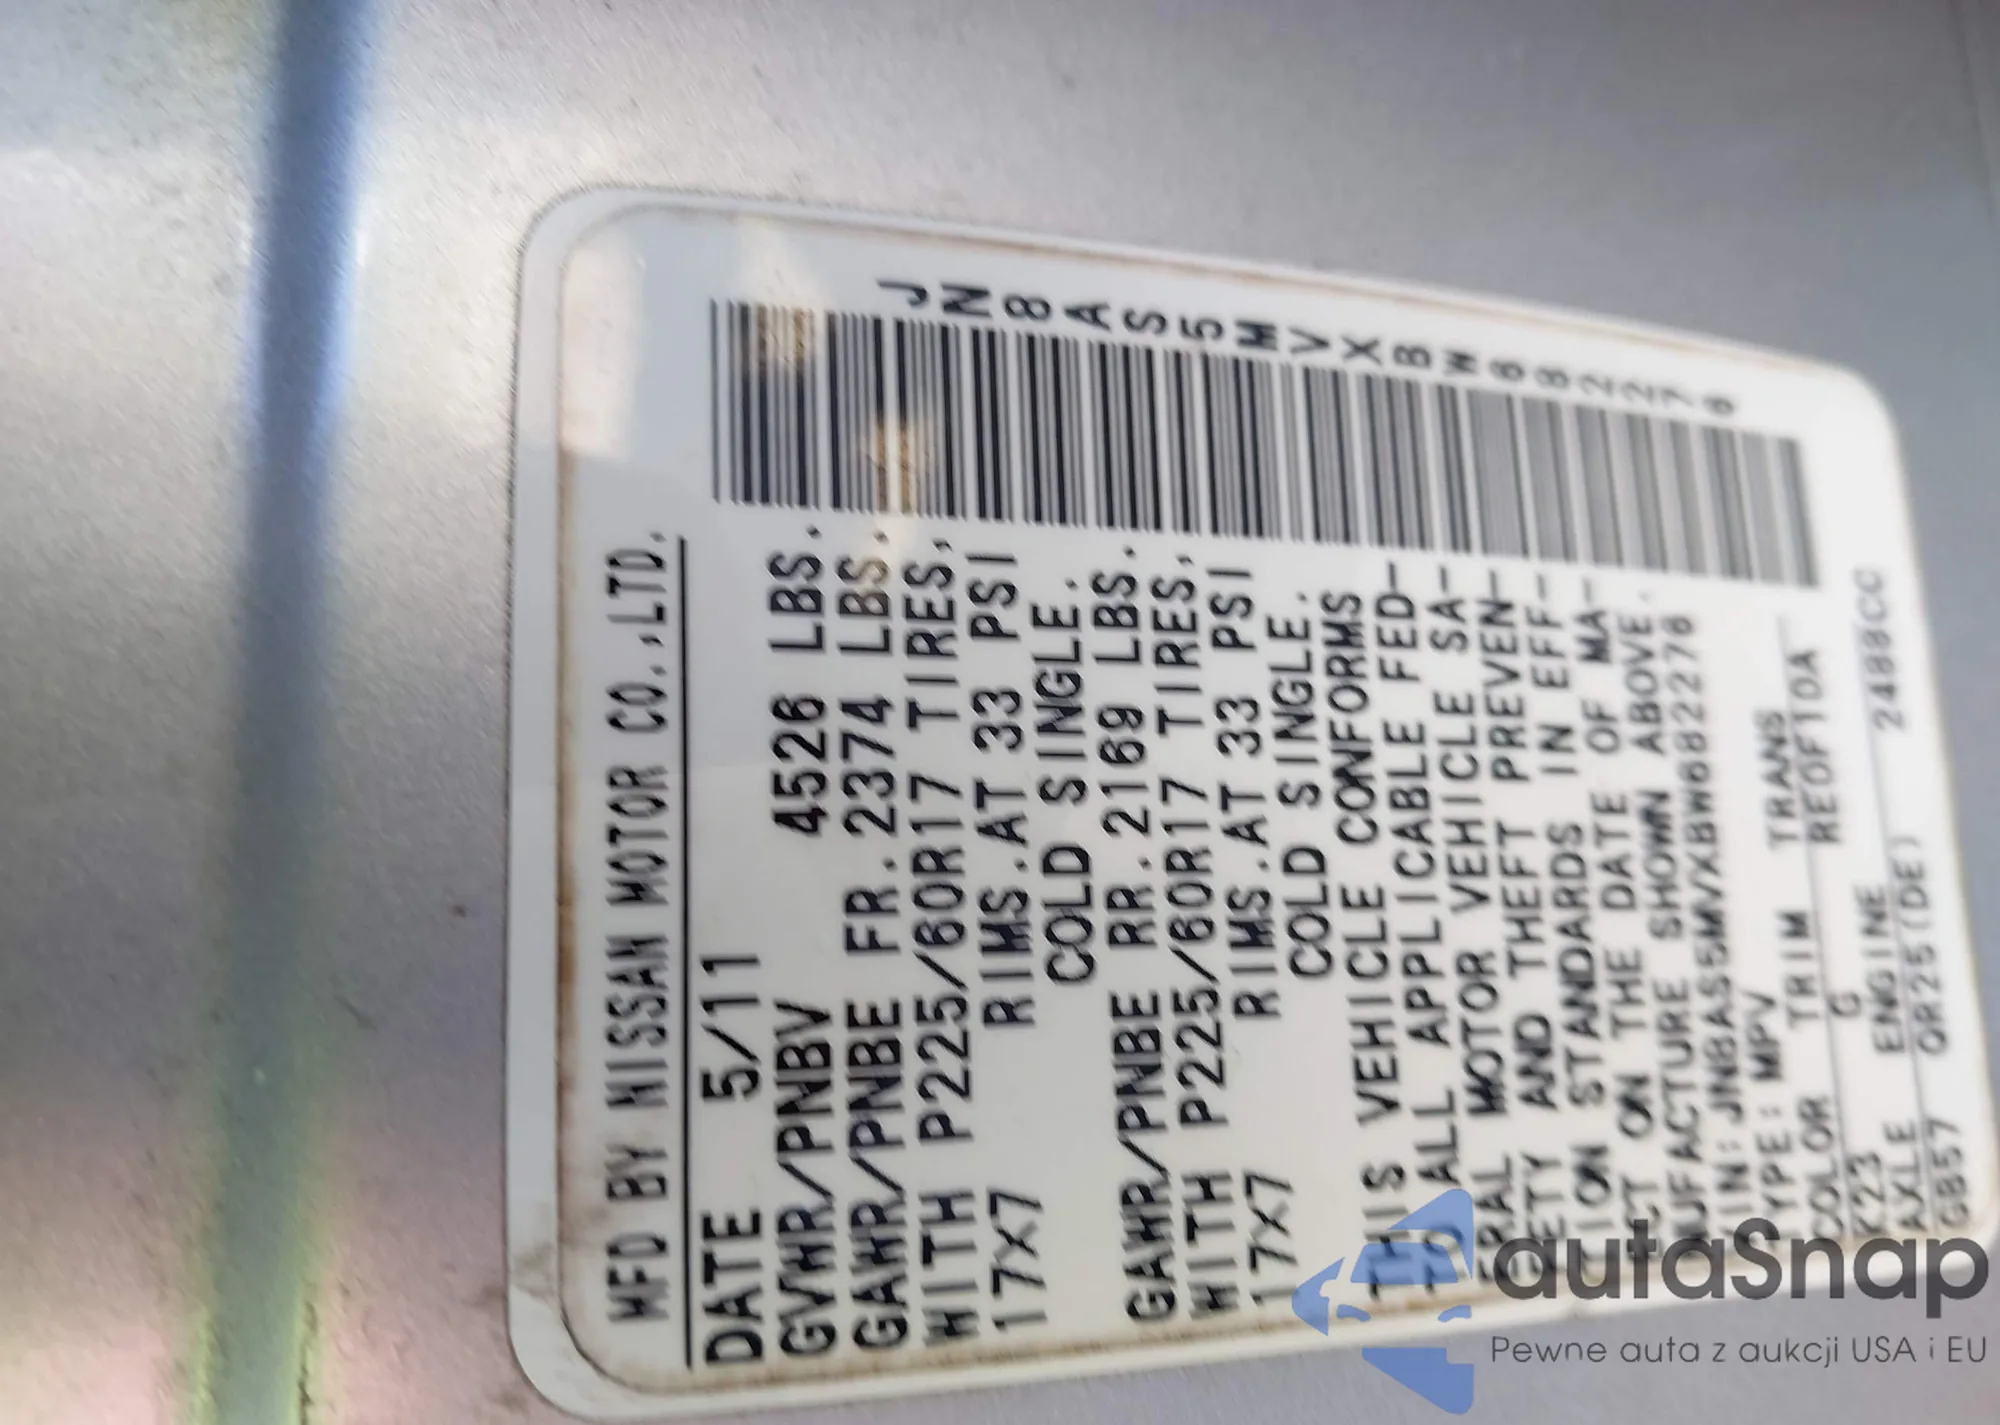 MFD BY NISSAN MOTOR CO.,LTD.
DATE 5/11
GVWR/PNBV 4526 LBS.
GAWR/PNBE FR. 2374 LBS.
WITH P225/60R17 TIRES,
17x7 RIMS.AT 33 PSI
COLD SINGLE.
GAWR/PNBE RR. 2169 LBS.
WITH P225/60R17 TIRES,
17x7 RIMS.AT 33 PSI
COLD SINGLE.
JN8AS5MVXBW682276
THIS VEHICLE CONFORMS
TO ALL APPLICABLE FED-
ERAL MOTOR VEHICLE SA-
FETY AND THEFT PREVEN-
TION STANDARDS IN EFF-
ECT ON THE DATE OF MA-
NUFACTURE SHOWN ABOVE.
VIN: JN8AS5MVXBW682276
TYPE: MPV
COLOR TRIM TRANS
K23 G RE0F10A
AXLE ENGINE
GB57 QR25(DE) 2488CC
autaSnap
Pewne auta z aukcji USA i EU